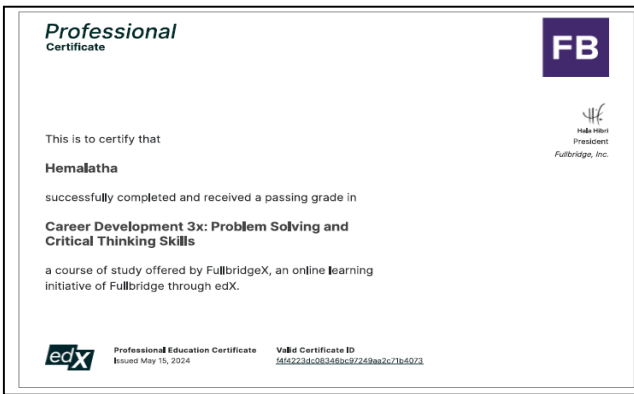 Professional
Certificate
FB
Hala Hibri
President
Fullbridge, Inc.
This is to certify that
Hemalatha
successfully completed and received a passing grade in
Career Development 3x: Problem Solving and
Critical Thinking Skills
a course of study offered by FullbridgeX, an online learning
initiative of Fullbridge through edX.
edX
Professional Education Certificate
Issued May 15, 2024
Valid Certificate ID
f4f4223dc08346bc97249aa2c71b4073